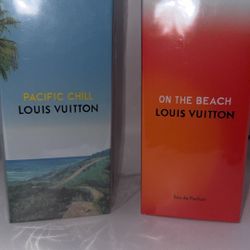 PACIFIC CHILL
LOUIS VUITTON
ON THE BEACH
LOUIS VUITTON
Eau de Parfum